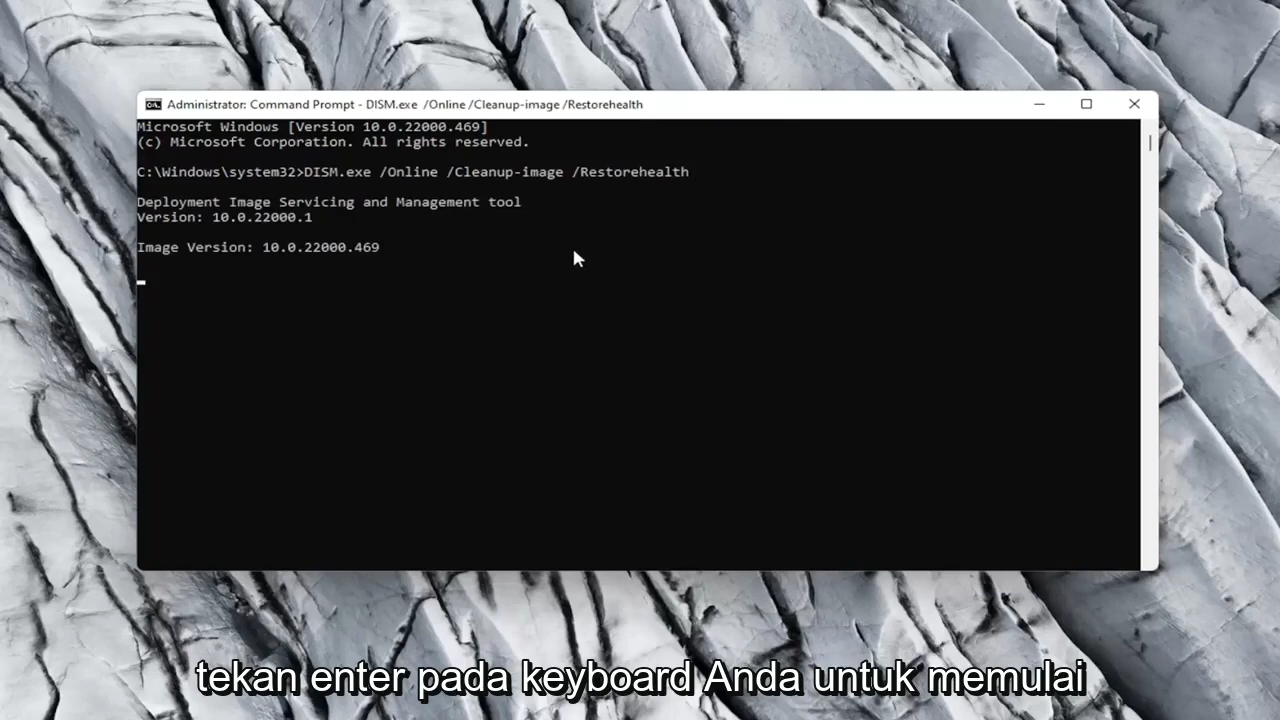 Administrator: Command Prompt - DISM.exe /Online /Cleanup-image /Restorehealth
Microsoft Windows [Version 10.0.22000.469]
(c) Microsoft Corporation. All rights reserved.
C:\Windows\system32>DISM.exe /Online /Cleanup-image /Restorehealth
Deployment Image Servicing and Management tool
Version: 10.0.22000.1
Image Version: 10.0.22000.469
tekan enter pada keyboard Anda untuk memulai